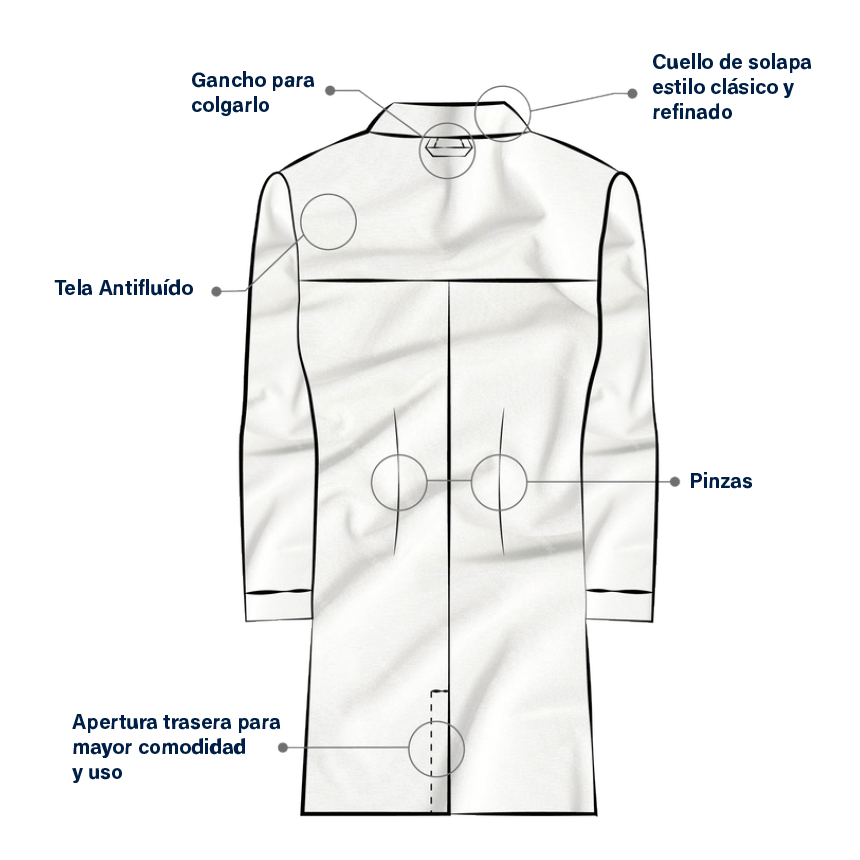 Gancho para
colgarlo
Cuello de solapa
estilo clásico y
refinado
Tela Antifluído
Pinzas
Apertura trasera para
mayor comodidad
y uso